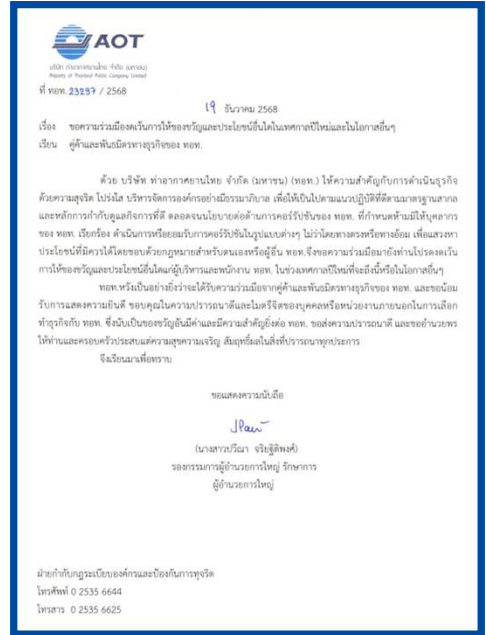 AOT
บริษัท ท่าอากาศยานไทย จำกัด (มหาชน)
Airports of Thailand Public Company Limited
ที่ ทอท. 23297 / 2568
19 ธันวาคม 2568
เรื่อง ขอความร่วมมืองดเว้นการให้ของขวัญและประโยชน์อื่นใดในเทศกาลปีใหม่และในโอกาสอื่นๆ
เรียน คู่ค้าและพันธมิตรทางธุรกิจของ ทอท.
ด้วย บริษัท ท่าอากาศยานไทย จำกัด (มหาชน) (ทอท.) ให้ความสำคัญกับการดำเนินธุรกิจ
ด้วยความสุจริต โปร่งใส บริหารจัดการองค์กรอย่างมีธรรมาภิบาล เพื่อให้เป็นไปตามแนวปฏิบัติที่ดีตามมาตรฐานสากล
และหลักการกำกับดูแลกิจการที่ดี ตลอดจนนโยบายต่อต้านการคอร์รัปชันของ ทอท. ที่กำหนดห้ามมิให้บุคลากร
ของ ทอท. เรียกร้อง ดำเนินการหรือยอมรับการคอร์รัปชันในรูปแบบต่างๆ ไม่ว่าโดยทางตรงหรือทางอ้อม เพื่อแสวงหา
ประโยชน์ที่มิควรได้โดยชอบด้วยกฎหมายสำหรับตนเองหรือผู้อื่น ทอท.จึงขอความร่วมมือมายังท่านโปรดงดเว้น
การให้ของขวัญและประโยชน์อื่นใดแก่ผู้บริหารและพนักงาน ทอท. ในช่วงเทศกาลปีใหม่ที่จะถึงนี้หรือในโอกาสอื่นๆ
ทอท.หวังเป็นอย่างยิ่งว่าจะได้รับความร่วมมือจากคู่ค้าและพันธมิตรทางธุรกิจของ ทอท. และขอน้อม
รับการแสดงความยินดี ขอบคุณในความปรารถนาดีและไมตรีจิตของบุคคลหรือหน่วยงานภายนอกในการเลือก
ทำธุรกิจกับ ทอท. ซึ่งนับเป็นของขวัญอันมีค่าและมีความสำคัญยิ่งต่อ ทอท. ขอส่งความปรารถนาดี และขออำนวยพร
ให้ท่านและครอบครัวประสบแต่ความสุขความเจริญ สัมฤทธิ์ผลในสิ่งที่ปรารถนาทุกประการ
จึงเรียนมาเพื่อทราบ
ขอแสดงความนับถือ
(นางสาวปวีณา จริยฐิติพงศ์)
รองกรรมการผู้อำนวยการใหญ่ รักษาการ
ผู้อำนวยการใหญ่
ฝ่ายกำกับกฎระเบียบองค์กรและป้องกันการทุจริต
โทรศัพท์ 0 2535 6644
โทรสาร 0 2535 6625